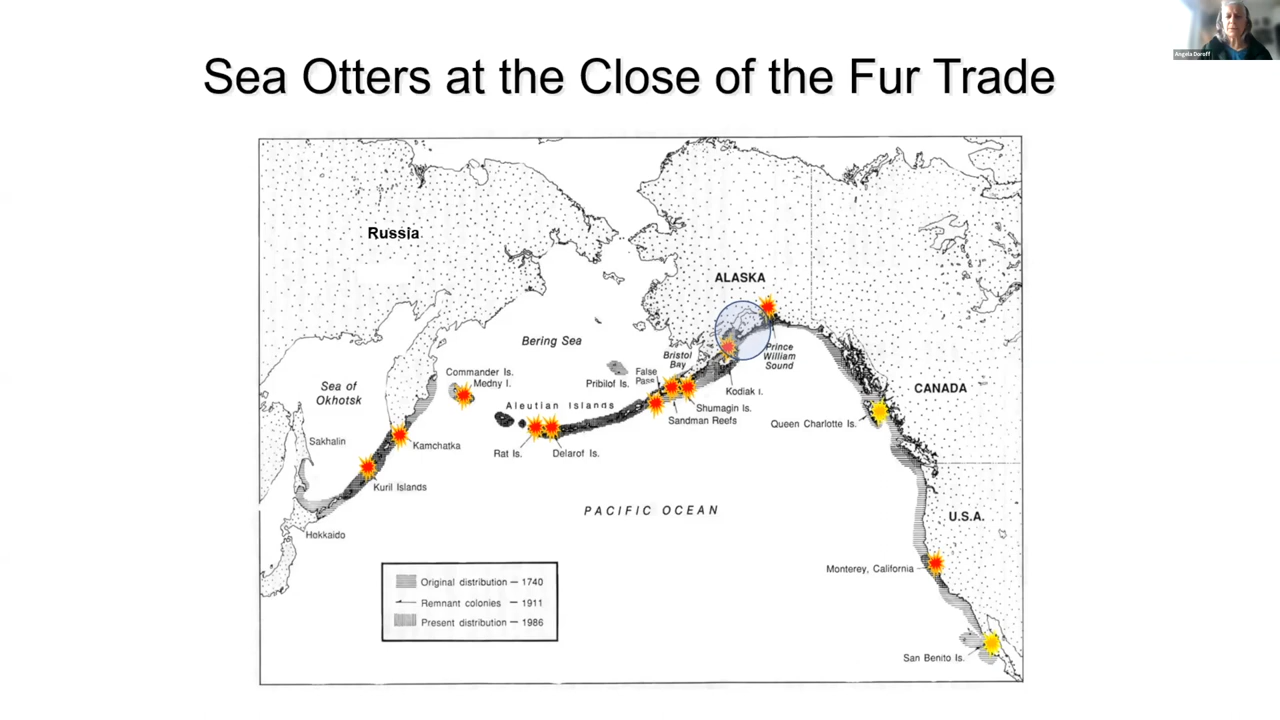 Angela Doroff
Sea Otters at the Close of the Fur Trade
Russia
ALASKA
Bering Sea
Bristol
Bay
Prince
William
Sound
Sea of
Okhotsk
Commander Is.
Medny I.
Pribilof Is.
False
Pass
Kodiak I.
CANADA
Aleutian Islands
Shumagin Is.
Sandman Reefs
Queen Charlotte Is.
Sakhalin
Kamchatka
Rat Is.
Delarof Is.
Kuril Islands
PACIFIC OCEAN
U.S.A.
Hokkaido
Monterey, California
Original distribution — 1740
Remnant colonies — 1911
Present distribution — 1986
San Benito Is.